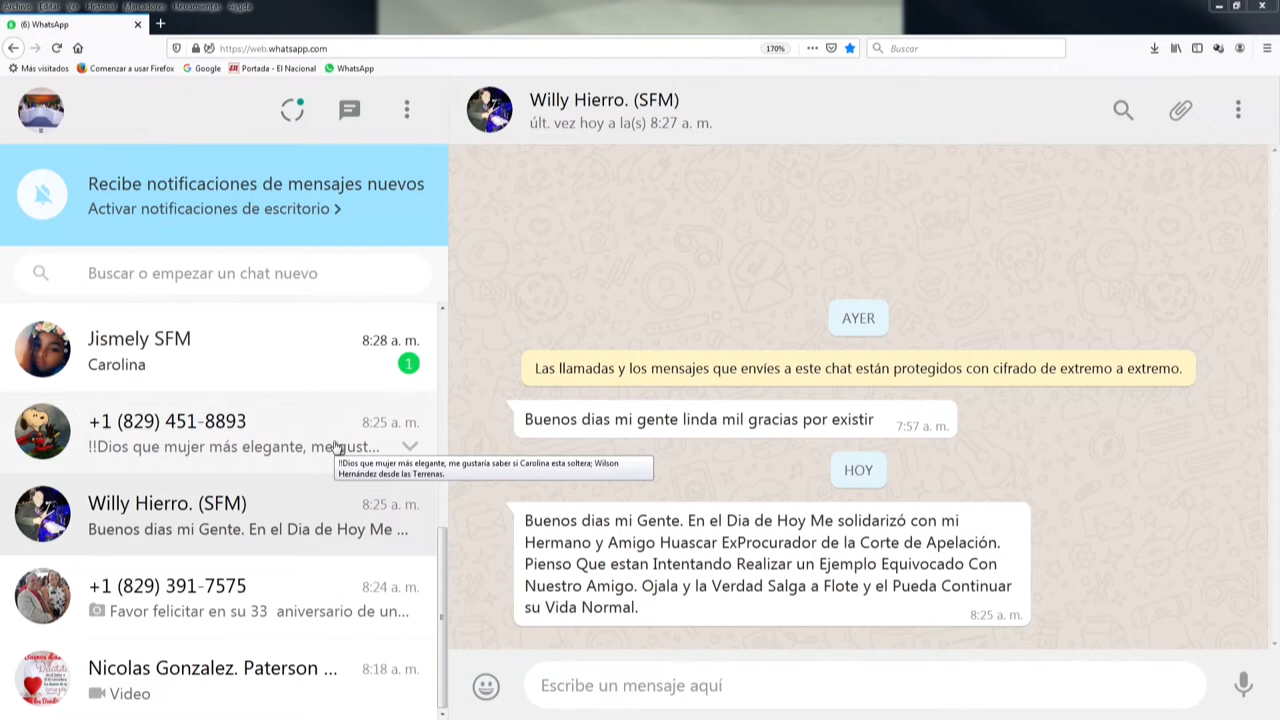 Archivo Editar Ver Historial Marcadores Herramientas Ayuda
(6) WhatsApp
https://web.whatsapp.com
170%
Buscar
Más visitados
Comenzar a usar Firefox
Google
Portada - El Nacional
WhatsApp
Willy Hierro. (SFM)
últ. vez hoy a la(s) 8:27 a. m.
Recibe notificaciones de mensajes nuevos
Activar notificaciones de escritorio >
Buscar o empezar un chat nuevo
Jismely SFM 8:28 a. m.
Carolina 1
+1 (829) 451-8893 8:25 a. m.
!!Dios que mujer más elegante, me gust...
!!Dios que mujer más elegante, me gustaría saber si Carolina esta soltera; Wilson
Hernández desde las Terrenas.
Willy Hierro. (SFM) 8:25 a. m.
Buenos dias mi Gente. En el Dia de Hoy Me ...
+1 (829) 391-7575 8:24 a. m.
Favor felicitar en su 33 aniversario de un...
Nicolas Gonzalez. Paterson ... 8:18 a. m.
Video
AYER
Las llamadas y los mensajes que envíes a este chat están protegidos con cifrado de extremo a extremo.
Buenos dias mi gente linda mil gracias por existir
7:57 a. m.
HOY
Buenos dias mi Gente. En el Dia de Hoy Me solidarizó con mi
Hermano y Amigo Huascar ExProcurador de la Corte de Apelación.
Pienso Que estan Intentando Realizar un Ejemplo Equivocado Con
Nuestro Amigo. Ojala y la Verdad Salga a Flote y el Pueda Continuar
su Vida Normal.
8:25 a. m.
Escribe un mensaje aquí